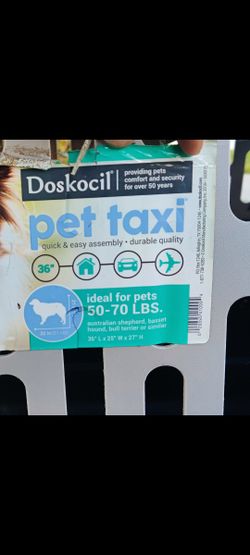 Doskocil
providing pets
comfort and security
for over 50 years
pet taxi
quick & easy assembly • durable quality
36"
ideal for pets
50-70 LBS.
australian shepherd, basset
hound, bull terrier or similar
36" L x 25" W x 27" H